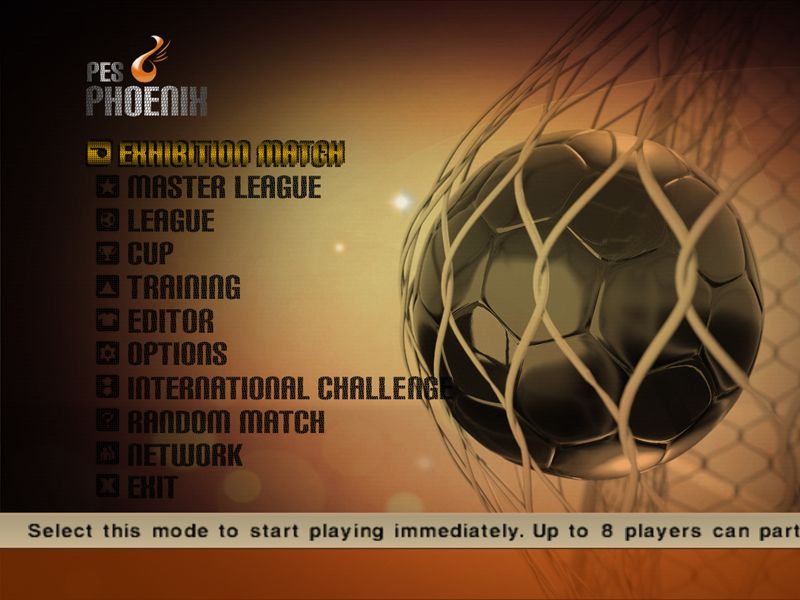 PES
PHOENIX
EXHIBITION MATCH
MASTER LEAGUE
LEAGUE
CUP
TRAINING
EDITOR
OPTIONS
INTERNATIONAL CHALLENGE
RANDOM MATCH
NETWORK
EXIT
Select this mode to start playing immediately. Up to 8 players can part